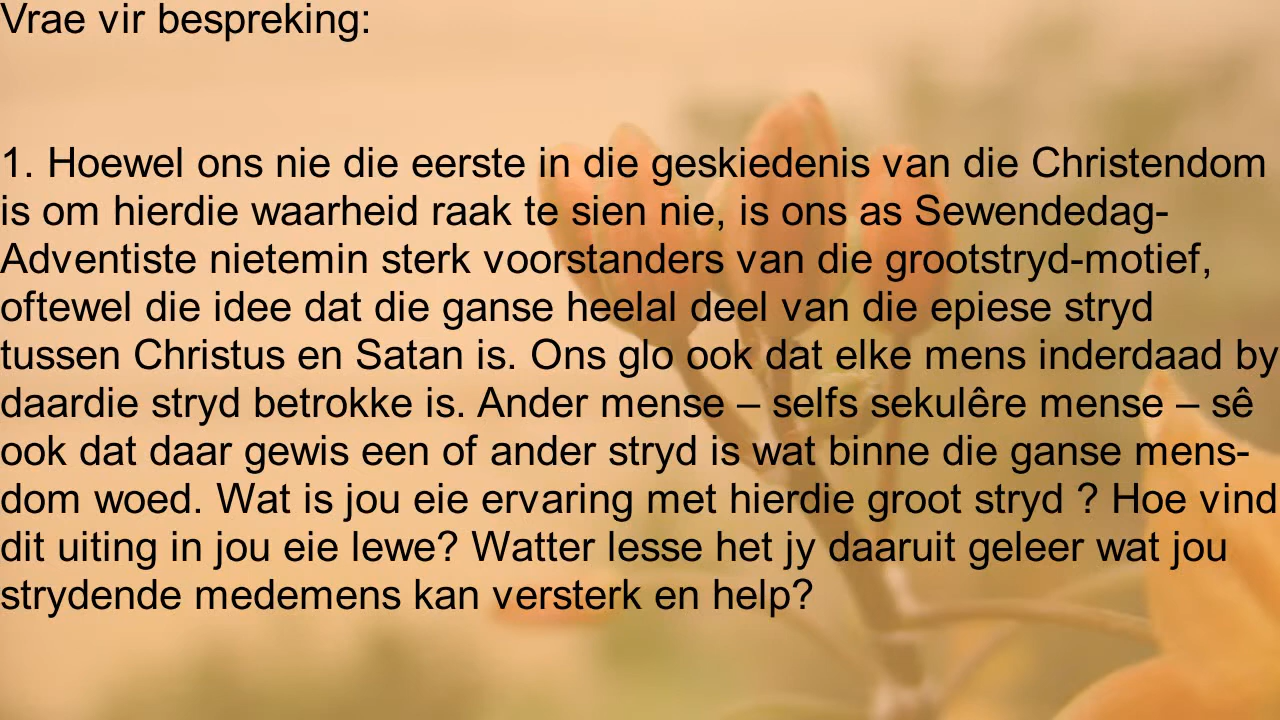 Vrae vir bespreking:
1. Hoewel ons nie die eerste in die geskiedenis van die Christendom
is om hierdie waarheid raak te sien nie, is ons as Sewendedag-
Adventiste nietemin sterk voorstanders van die grootstryd-motief,
oftewel die idee dat die ganse heelal deel van die epiese stryd
tussen Christus en Satan is. Ons glo ook dat elke mens inderdaad by
daardie stryd betrokke is. Ander mense – selfs sekulêre mense – sê
ook dat daar gewis een of ander stryd is wat binne die ganse mens-
dom woed. Wat is jou eie ervaring met hierdie groot stryd ? Hoe vind
dit uiting in jou eie lewe? Watter lesse het jy daaruit geleer wat jou
strydende medemens kan versterk en help?